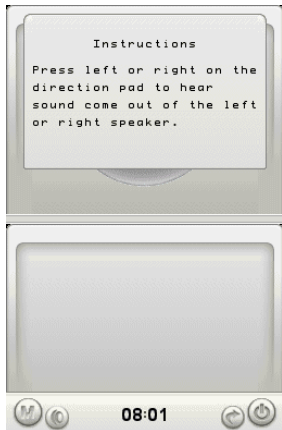 Instructions
Press left or right on the
direction pad to hear
sound come out of the left
or right speaker.
M
08:01